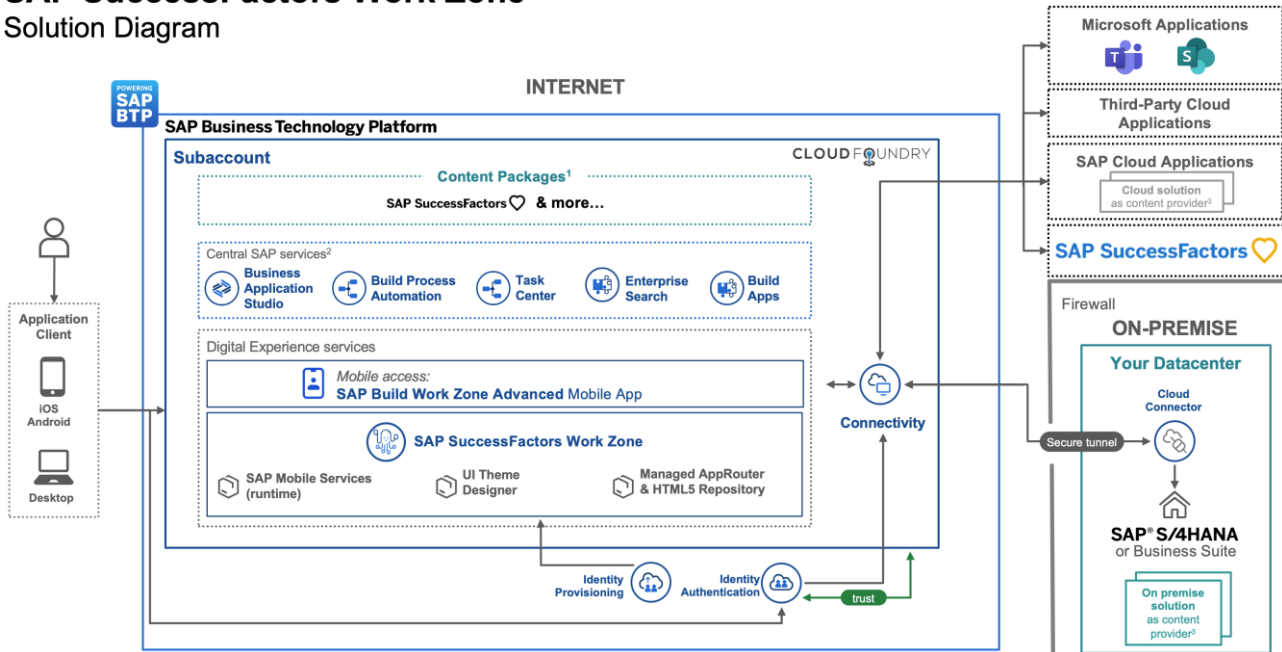 SAP SuccessFactors Work Zone
Solution Diagram
INTERNET
POWERING
SAP
BTP
SAP Business Technology Platform
Subaccount
CLOUD FOUNDRY
Content Packages¹
SAP SuccessFactors & more...
Central SAP services²
Business
Application
Studio
Build Process
Automation
Task
Center
Enterprise
Search
Build
Apps
Digital Experience services
Mobile access:
SAP Build Work Zone Advanced Mobile App
SAP SuccessFactors Work Zone
SAP Mobile Services
(runtime)
UI Theme
Designer
Managed AppRouter
& HTML5 Repository
Application
Client
iOS
Android
Desktop
Connectivity
Identity
Provisioning
Identity
Authentication
trust
Microsoft Applications
T
S
Third-Party Cloud
Applications
SAP Cloud Applications
Cloud solution
as content provider³
SAP SuccessFactors
Firewall
ON-PREMISE
Your Datacenter
Cloud
Connector
Secure tunnel
SAP® S/4HANA
or Business Suite
On premise
solution
as content
provider³